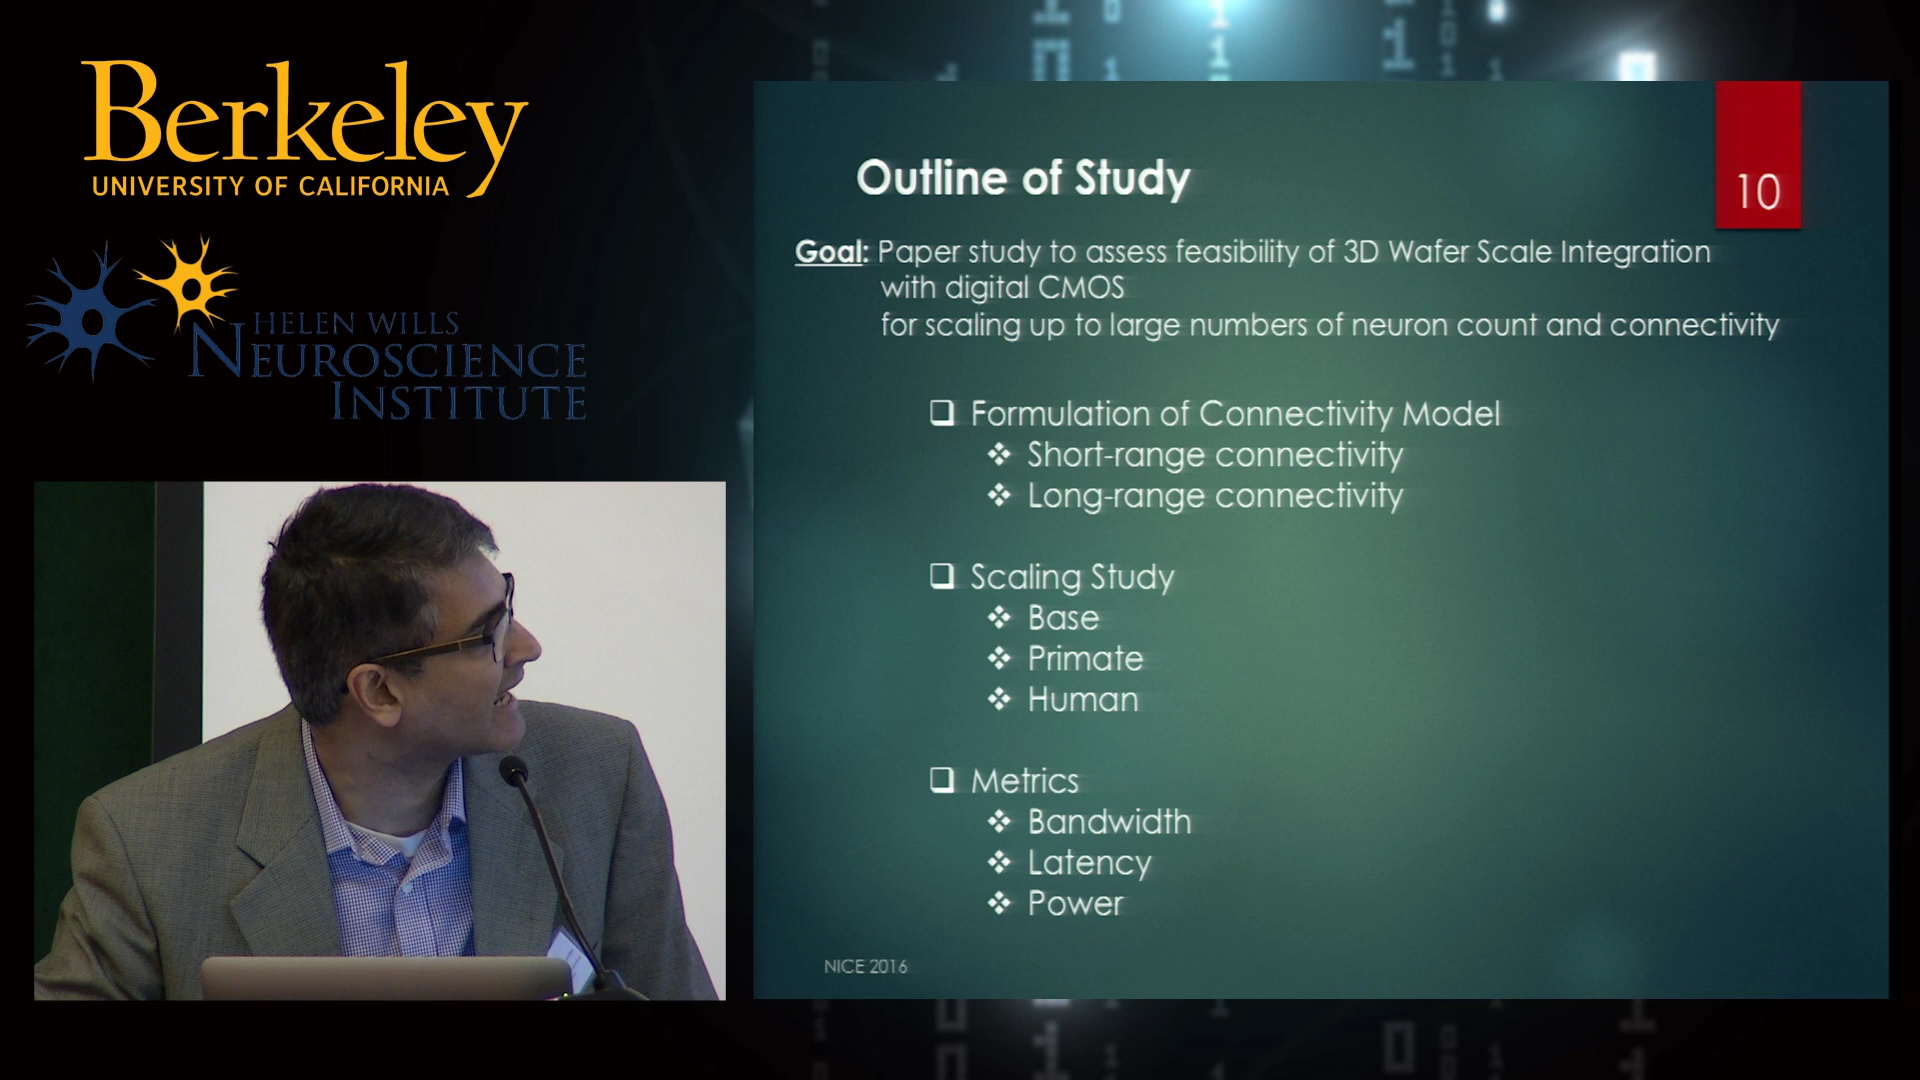 Berkeley
UNIVERSITY OF CALIFORNIA
HELEN WILLS
NEUROSCIENCE
INSTITUTE
Outline of Study
10
Goal: Paper study to assess feasibility of 3D Wafer Scale Integration
with digital CMOS
for scaling up to large numbers of neuron count and connectivity
Formulation of Connectivity Model
Short-range connectivity
Long-range connectivity
Scaling Study
Base
Primate
Human
Metrics
Bandwidth
Latency
Power
NICE 2016